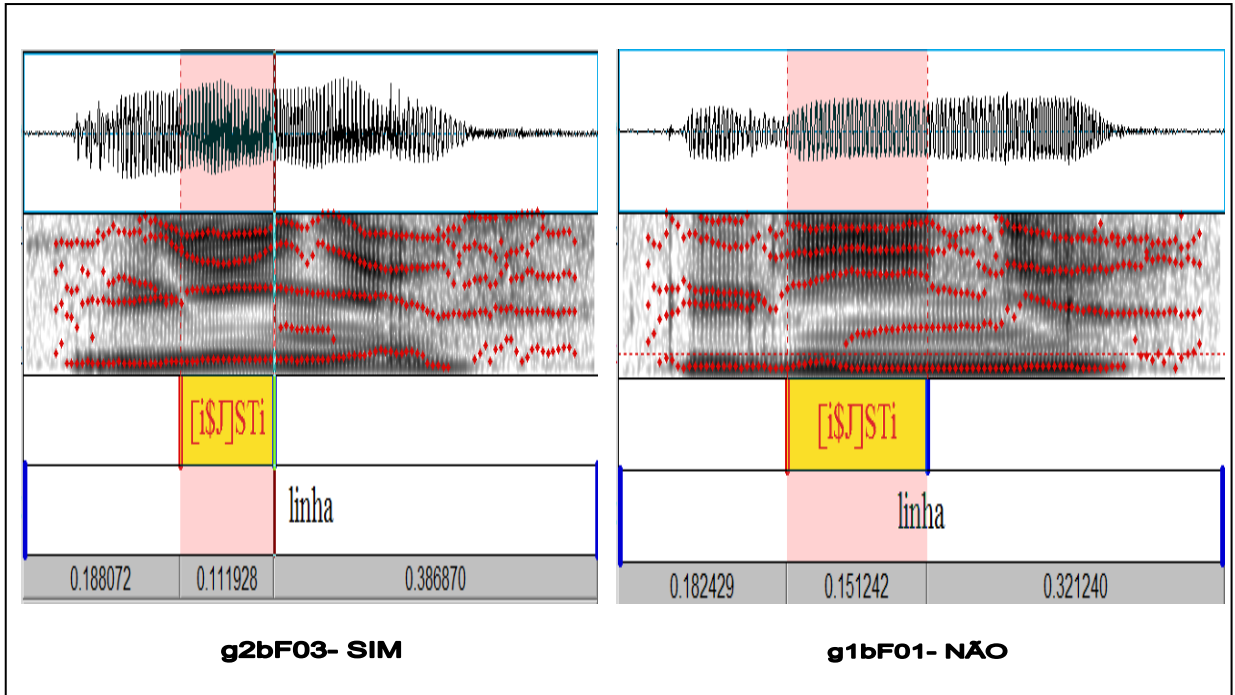 [i$J]STi
linha
0.188072 0.111928 0.386870
g2bF03- SIM
[i$J]STi
linha
0.182429 0.151242 0.321240
g1bF01- NÃO